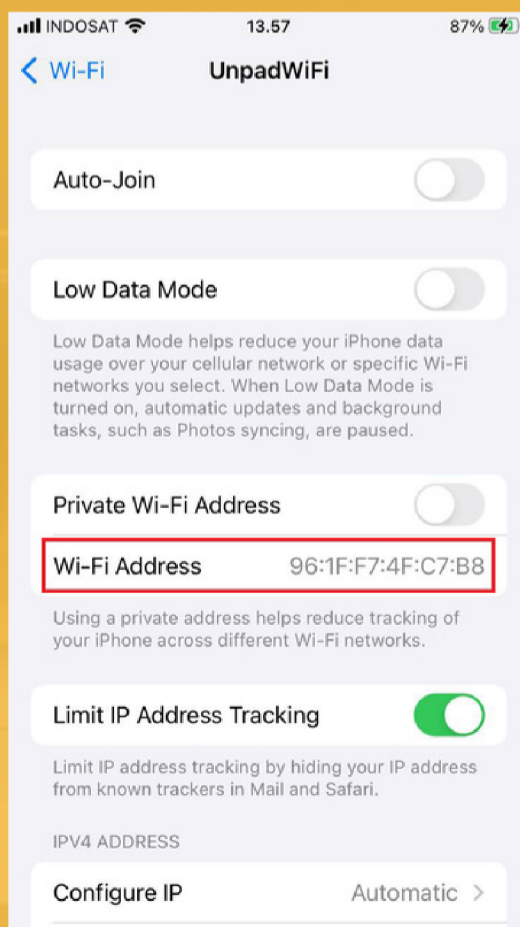 INDOSAT 13.57 87%
Wi-Fi UnpadWiFi
Auto-Join
Low Data Mode
Low Data Mode helps reduce your iPhone data
usage over your cellular network or specific Wi-Fi
networks you select. When Low Data Mode is
turned on, automatic updates and background
tasks, such as Photos syncing, are paused.
Private Wi-Fi Address
Wi-Fi Address 96:1F:F7:4F:C7:B8
Using a private address helps reduce tracking of
your iPhone across different Wi-Fi networks.
Limit IP Address Tracking
Limit IP address tracking by hiding your IP address
from known trackers in Mail and Safari.
IPV4 ADDRESS
Configure IP Automatic